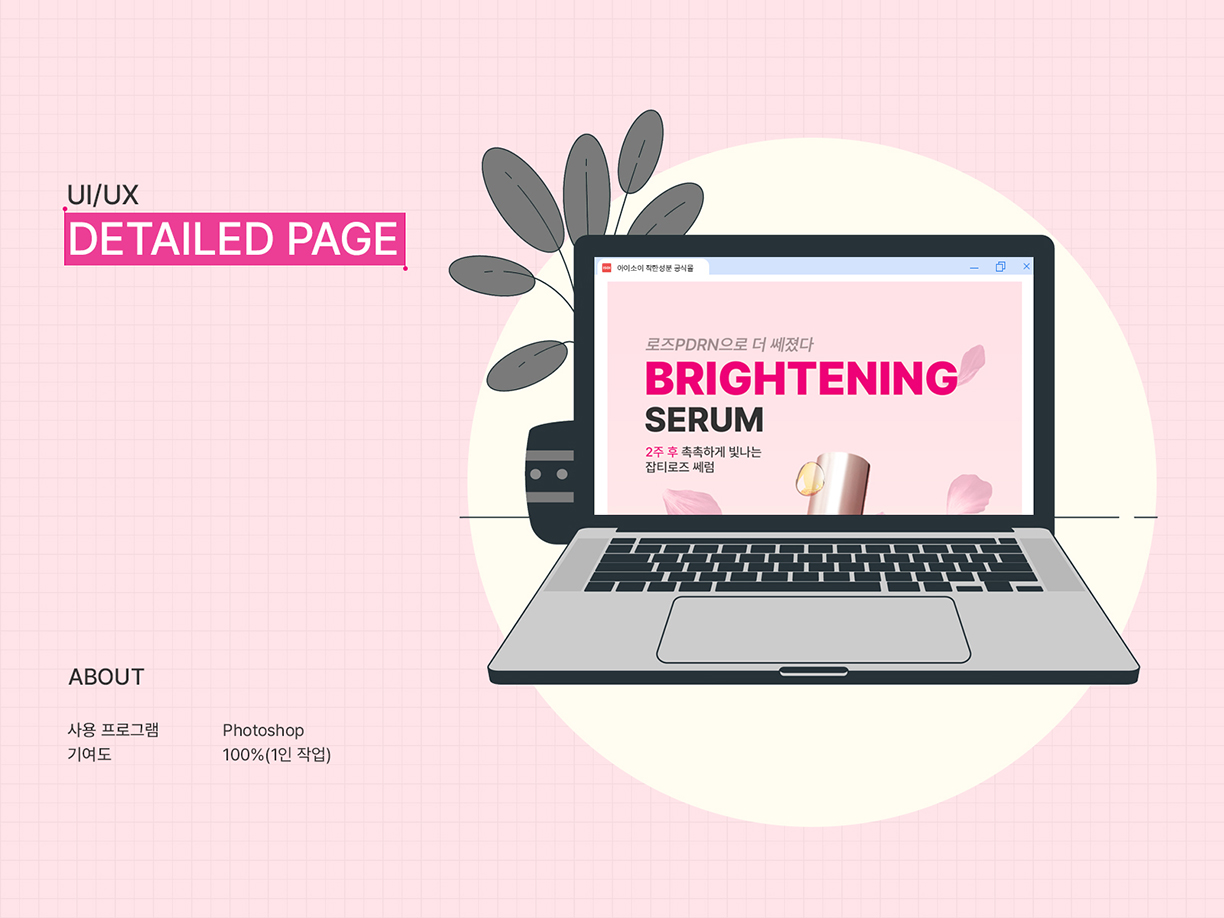 UI/UX
DETAILED PAGE
아이소이 착한성분 공식몰
로즈PDRN으로 더 쎄졌다
BRIGHTENING
SERUM
2주 후 촉촉하게 빛나는
잡티로즈 쎄럼
ABOUT
사용 프로그램 Photoshop
기여도 100%(1인 작업)